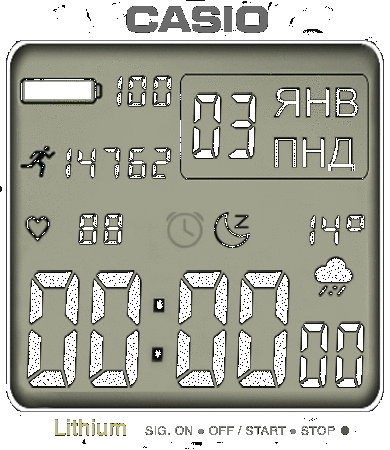 CASIO
100
03 ЯНВ
14762
ПНД
88
14°
00:00 00
Lithium SIG. ON ● OFF / START ● STOP ●